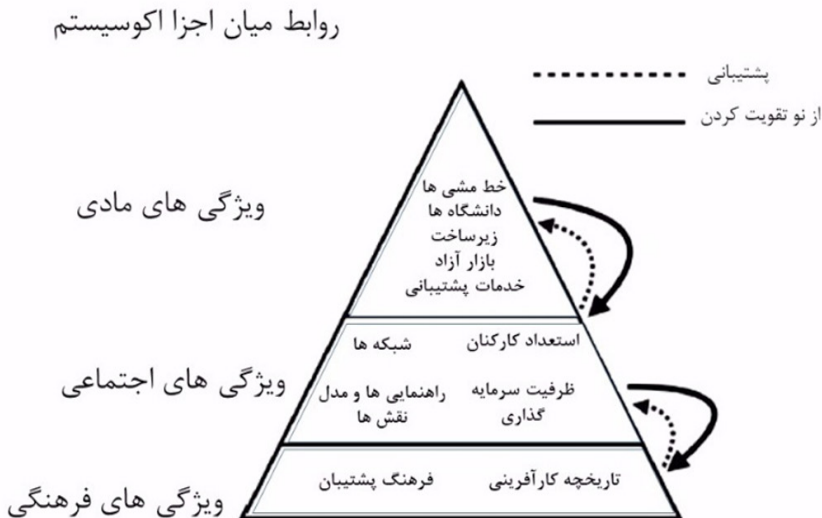 روابط میان اجزا اکوسیستم
پشتیبانی
از نو تقویت کردن
ویژگی های مادی
خط مشی ها
دانشگاه ها
زیرساخت
بازار آزاد
خدمات پشتیبانی
ویژگی های اجتماعی
استعداد کارکنان
شبکه ها
ظرفیت سرمایه
گذاری
راهنمایی ها و مدل
نقش ها
ویژگی های فرهنگی
تاریخچه کارآفرینی
فرهنگ پشتیبان